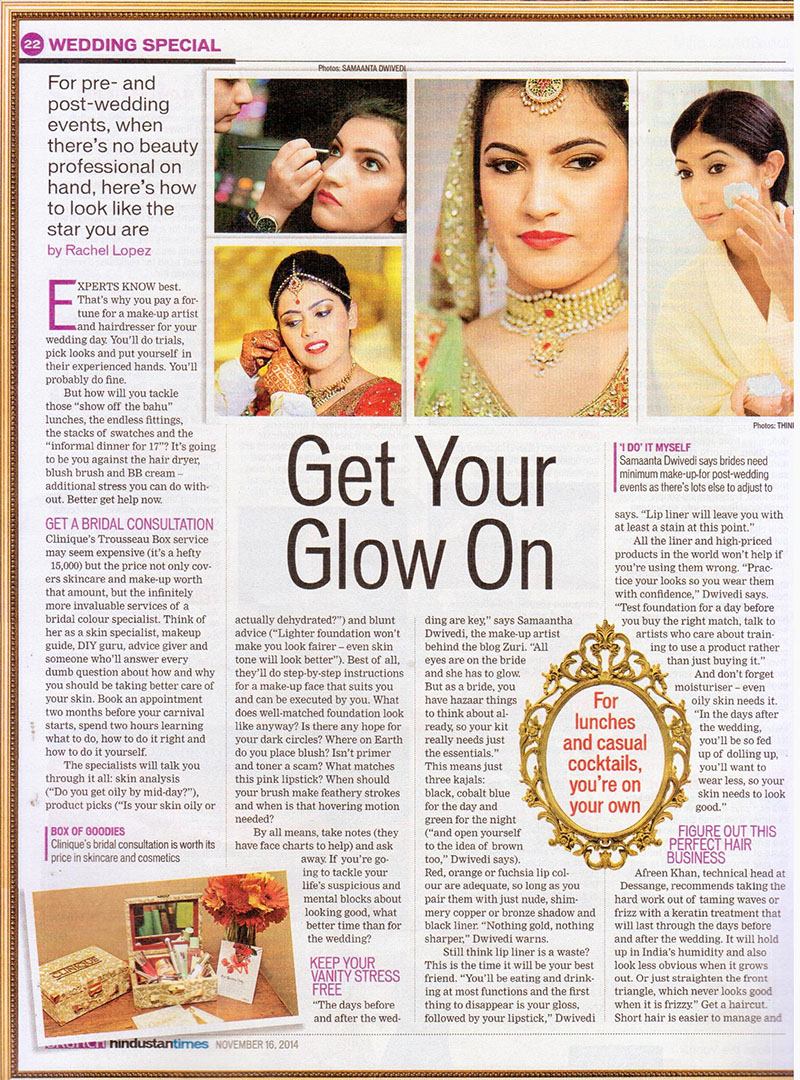 22 WEDDING SPECIAL
For pre- and
post-wedding
events, when
there's no beauty
professional on
hand, here's how
to look like the
star you are
by Rachel Lopez
Photos: SAMAANTA DWIVEDI
EXPERTS KNOW best.
That's why you pay a for-
tune for a make-up artist
and hairdresser for your
wedding day. You'll do trials,
pick looks and put yourself in
their experienced hands. You'll
probably do fine.
But how will you tackle
those “show off the bahu”
lunches, the endless fittings,
the stacks of swatches and the
“informal dinner for 17”? It's going
to be you against the hair dryer,
blush brush and BB cream –
additional stress you can do with-
out. Better get help now.
GET A BRIDAL CONSULTATION
Clinique's Trousseau Box service
may seem expensive (it's a hefty
15,000) but the price not only cov-
ers skincare and make-up worth
that amount, but the infinitely
more invaluable services of a
bridal colour specialist. Think of
her as a skin specialist, makeup
guide, DIY guru, advice giver and
someone who'll answer every
dumb question about how and why
you should be taking better care of
your skin. Book an appointment
two months before your carnival
starts, spend two hours learning
what to do, how to do it right and
how to do it yourself.
The specialists will talk you
through it all: skin analysis
(“Do you get oily by mid-day?”),
product picks (“Is your skin oily or
BOX OF GOODIES
Clinique's bridal consultation is worth its
price in skincare and cosmetics
CLINIQUE
Get Your
Glow On
actually dehydrated?”) and blunt
advice (“Lighter foundation won't
make you look fairer – even skin
tone will look better”). Best of all,
they'll do step-by-step instructions
for a make-up face that suits you
and can be executed by you. What
does well-matched foundation look
like anyway? Is there any hope for
your dark circles? Where on Earth
do you place blush? Isn't primer
and toner a scam? What matches
this pink lipstick? When should
your brush make feathery strokes
and when is that hovering motion
needed?
By all means, take notes (they
have face charts to help) and ask
away. If you're go-
ing to tackle your
life's suspicious and
mental blocks about
looking good, what
better time than for
the wedding?
KEEP YOUR
VANITY STRESS
FREE
“The days before
and after the wed-
ding are key,” says Samaantha
Dwivedi, the make-up artist
behind the blog Zuri. “All
eyes are on the bride
and she has to glow.
But as a bride, you
have hazaar things
to think about al-
ready, so your kit
really needs just
the essentials.”
This means just
three kajals:
black, cobalt blue
for the day and
green for the night
(“and open yourself
to the idea of brown
too,” Dwivedi says).
Red, orange or fuchsia lip col-
our are adequate, so long as you
pair them with just nude, shim-
mery copper or bronze shadow and
black liner. “Nothing gold, nothing
sharper,” Dwivedi warns.
Still think lip liner is a waste?
This is the time it will be your best
friend. “You'll be eating and drink-
ing at most functions and the first
thing to disappear is your gloss,
followed by your lipstick,” Dwivedi
For
lunches
and casual
cocktails,
you're on
your own
Photos: THIN
'I DO' IT MYSELF
Samaanta Dwivedi says brides need
minimum make-up-for post-wedding
events as there's lots else to adjust to
says. “Lip liner will leave you with
at least a stain at this point.”
All the liner and high-priced
products in the world won't help if
you're using them wrong. “Prac-
tice your looks so you wear them
with confidence,” Dwivedi says.
“Test foundation for a day before
you buy the right match, talk to
artists who care about train-
ing to use a product rather
than just buying it.”
And don't forget
moisturiser – even
oily skin needs it.
“In the days after
the wedding,
you'll be so fed
up of dolling up,
you'll want to
wear less, so your
skin needs to look
good.”
FIGURE OUT THIS
PERFECT HAIR
BUSINESS
Afreen Khan, technical head at
Dessange, recommends taking the
hard work out of taming waves or
frizz with a keratin treatment that
will last through the days before
and after the wedding. It will hold
up in India's humidity and also
look less obvious when it grows
out. Or just straighten the front
triangle, which never looks good
when it is frizzy.” Get a haircut.
Short hair is easier to manage and
hindustantimes NOVEMBER 16, 2014